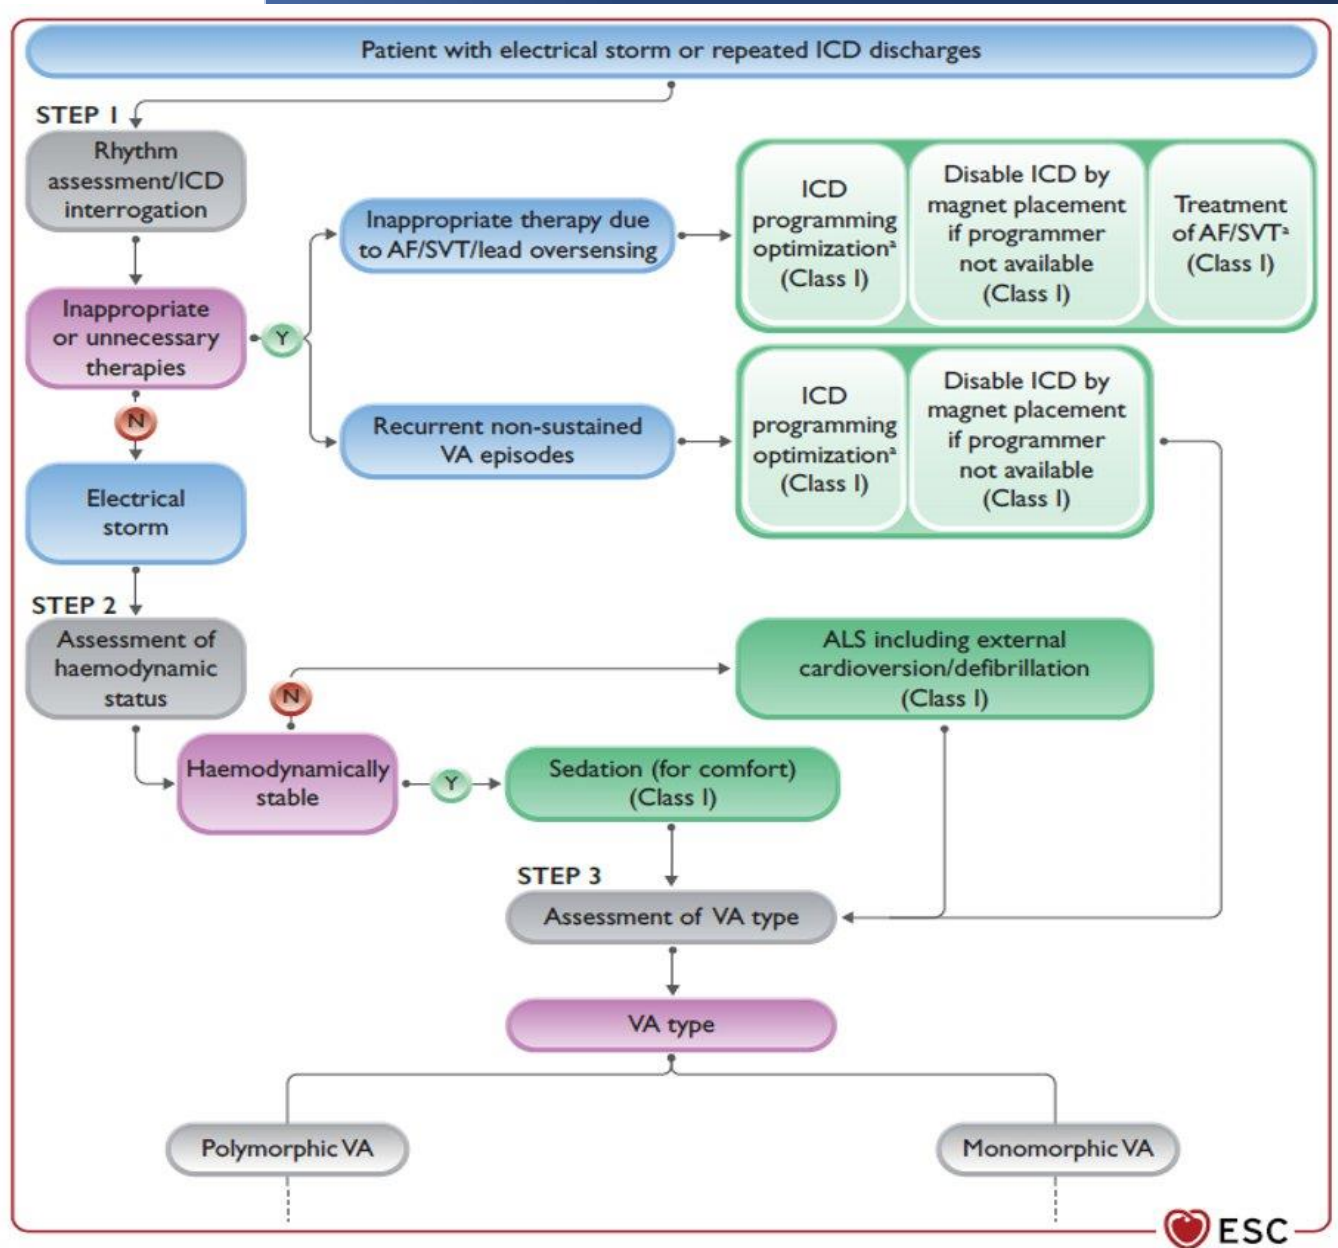 Patient with electrical storm or repeated ICD discharges
STEP 1
Rhythm
assessment/ICD
interrogation
Inappropriate
or unnecessary
therapies
Y
Inappropriate therapy due
to AF/SVT/lead oversensing
ICD
programming
optimizationᵃ
(Class I)
Disable ICD by
magnet placement
if programmer
not available
(Class I)
Treatment
of AF/SVTᵃ
(Class I)
Recurrent non-sustained
VA episodes
ICD
programming
optimizationᵃ
(Class I)
Disable ICD by
magnet placement
if programmer
not available
(Class I)
N
Electrical
storm
STEP 2
Assessment of
haemodynamic
status
Haemodynamically
stable
N
ALS including external
cardioversion/defibrillation
(Class I)
Y
Sedation (for comfort)
(Class I)
STEP 3
Assessment of VA type
VA type
Polymorphic VA
Monomorphic VA
ESC